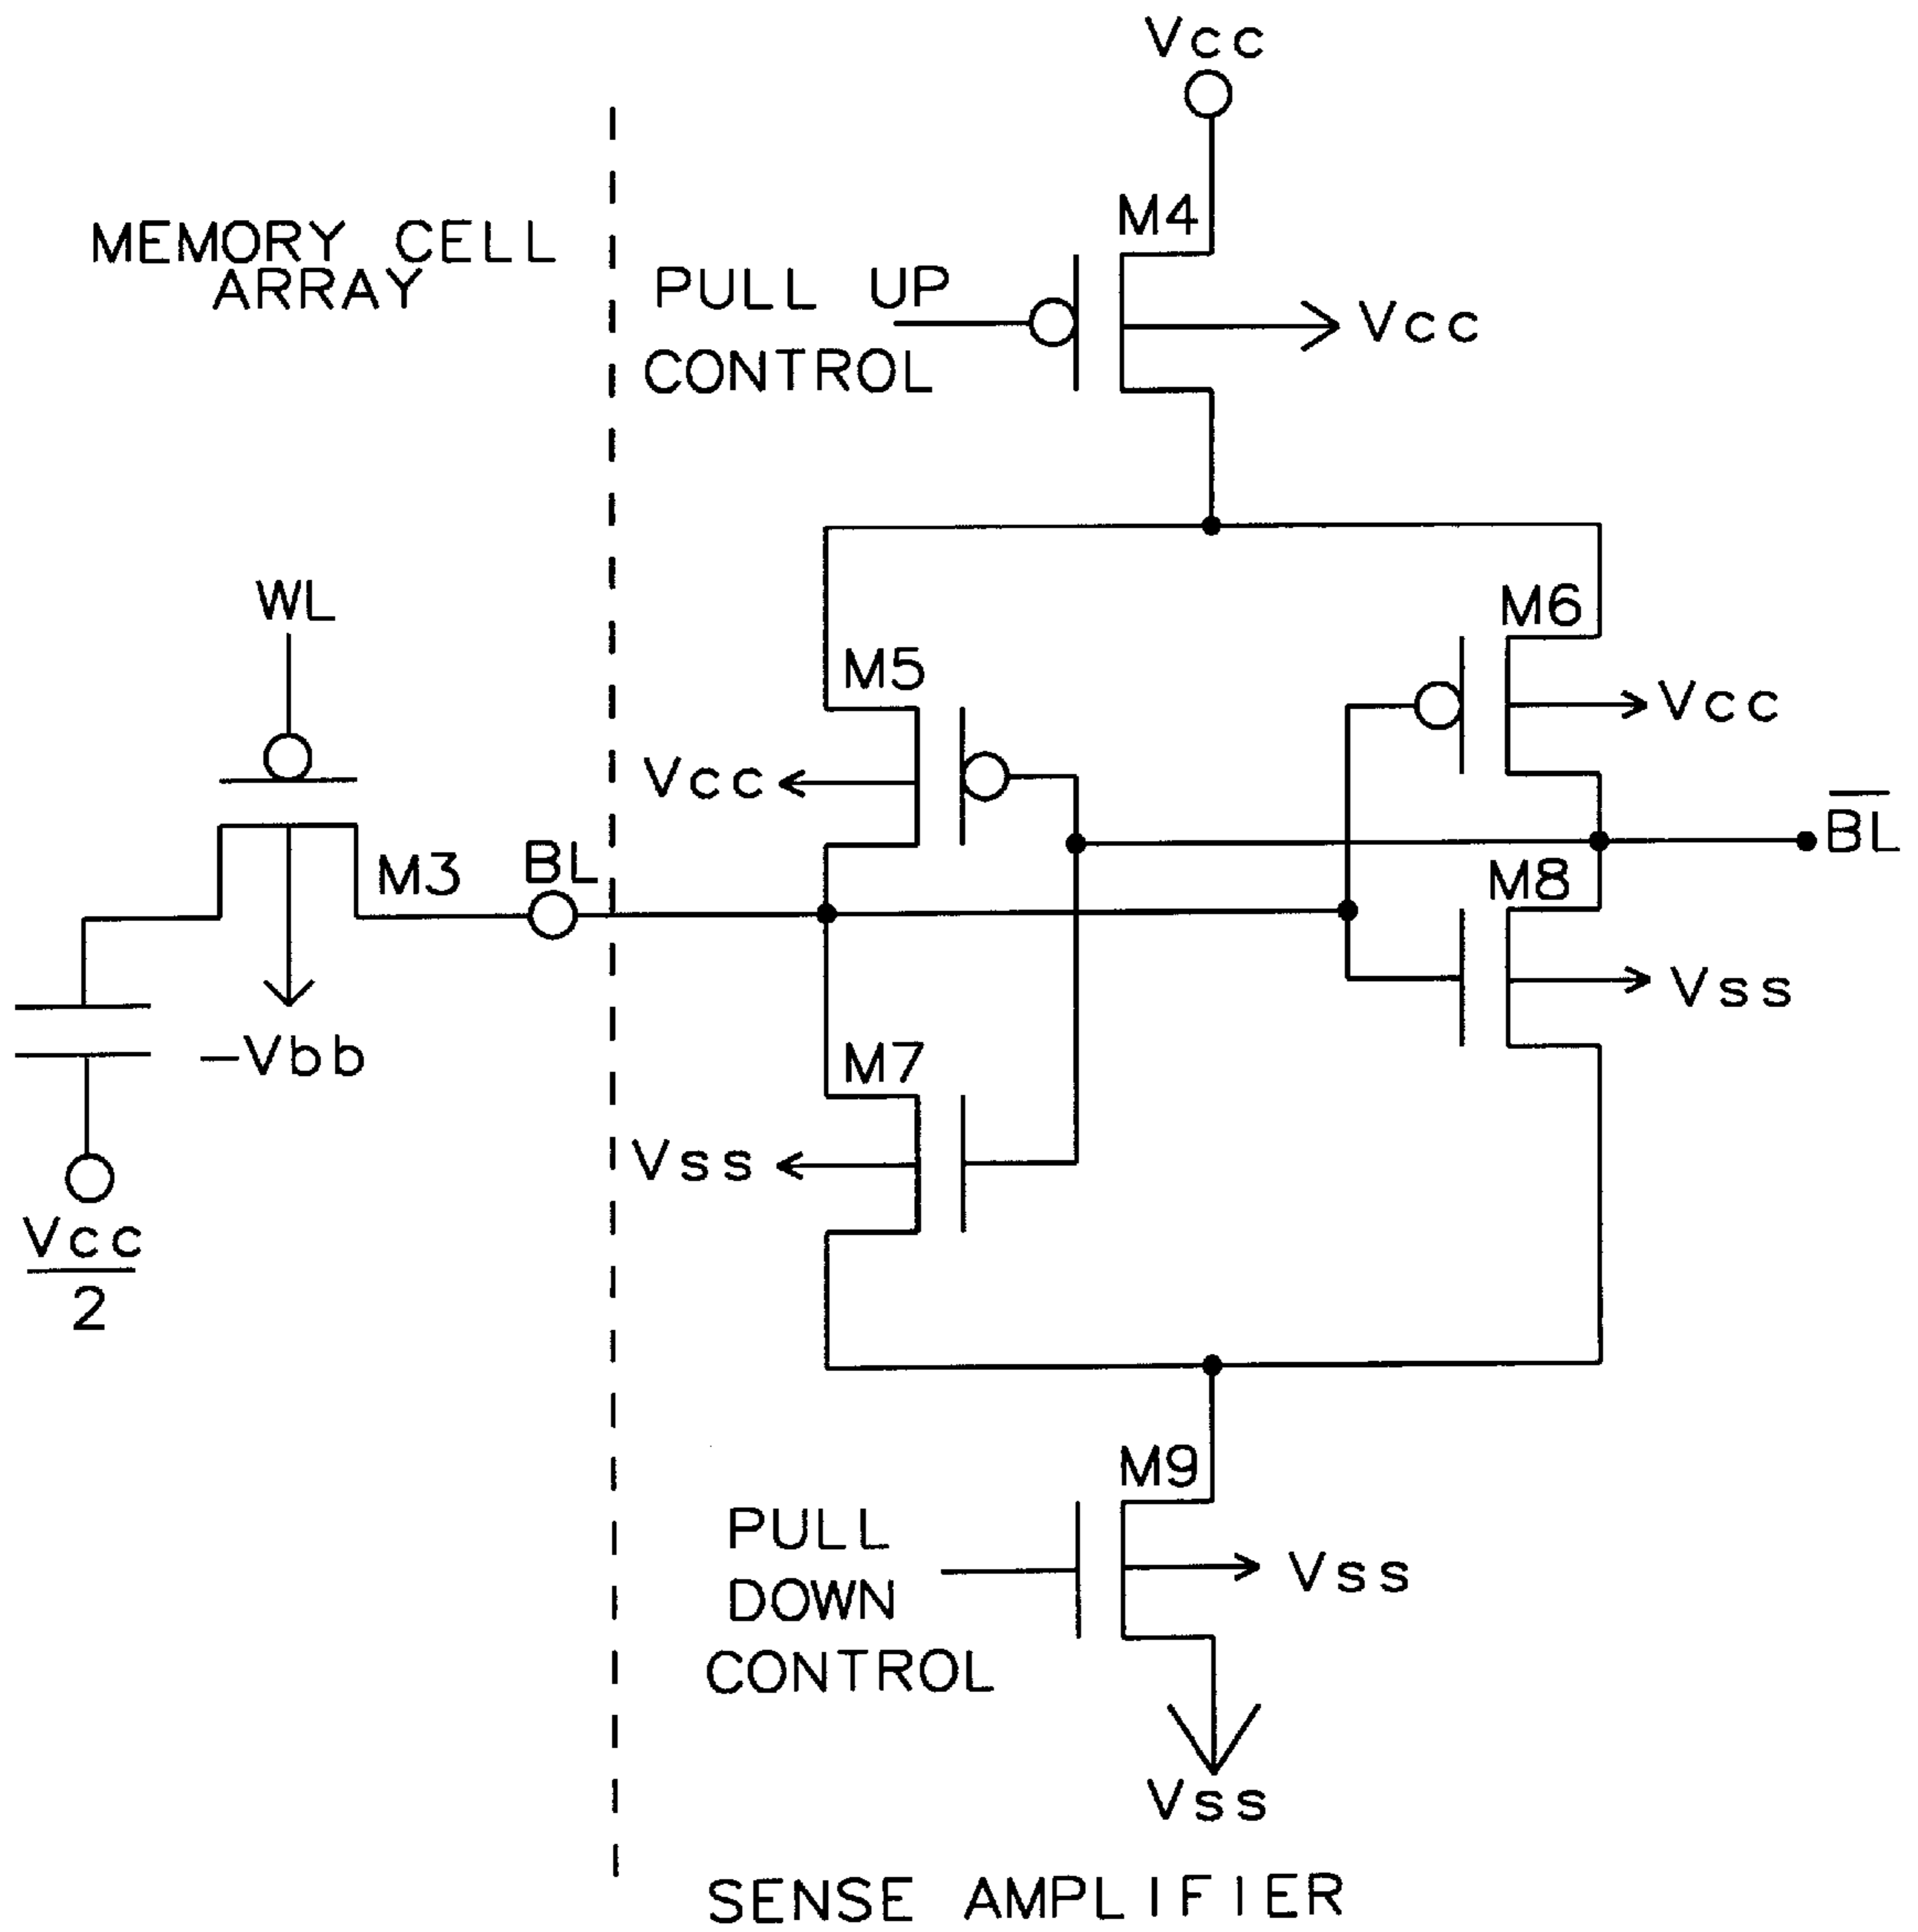 Vcc
MEMORY CELL
ARRAY
M4
PULL UP
CONTROL
Vcc
WL
M5
M6
Vcc
Vcc
M3
BL
B̅L̅
M8
-Vbb
Vss
M7
Vss
Vcc
2
M9
PULL
DOWN
CONTROL
Vss
Vss
SENSE AMPLIFIER